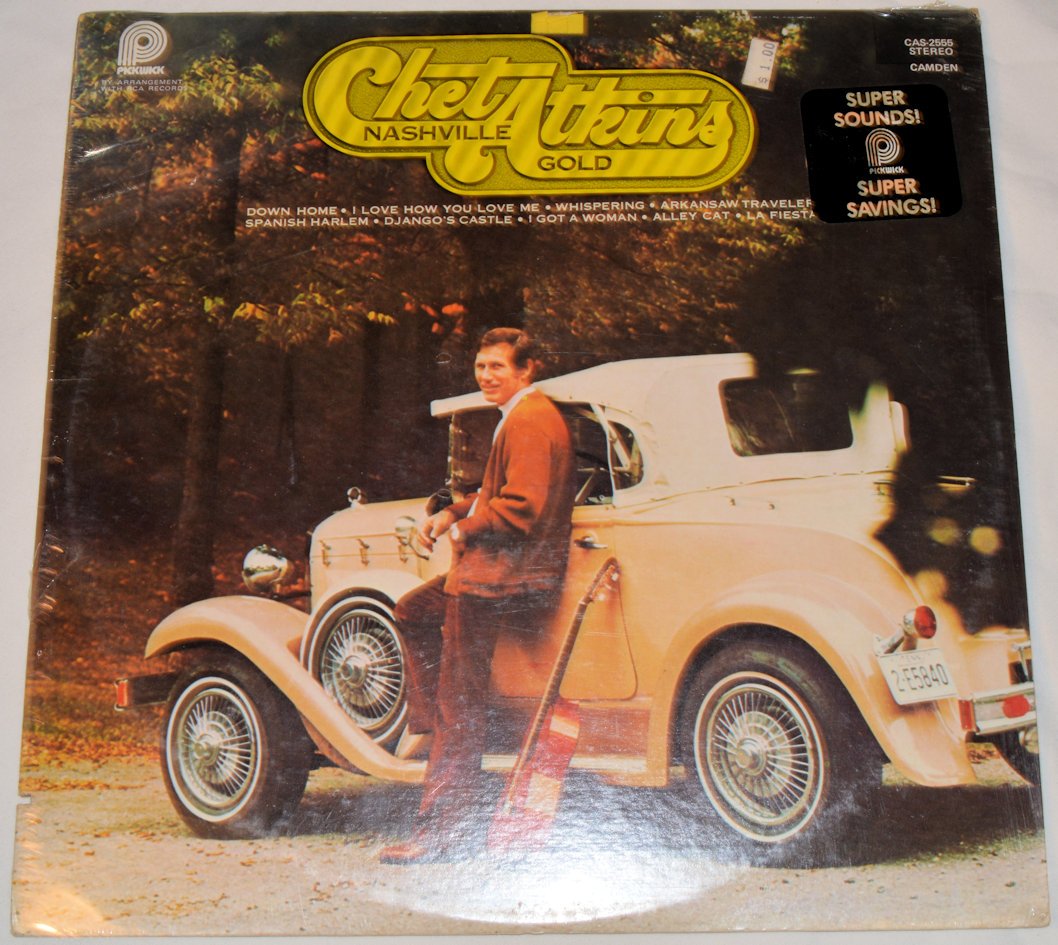 PICKWICK
BY ARRANGEMENT
WITH RCA RECORDS
Chet Atkins
NASHVILLE
GOLD
$ 1.00
CAS-2555
STEREO
CAMDEN
SUPER
SOUNDS!
PICKWICK
SUPER
SAVINGS!
DOWN HOME • I LOVE HOW YOU LOVE ME • WHISPERING • ARKANSAW TRAVELER
SPANISH HARLEM • DJANGO'S CASTLE • I GOT A WOMAN • ALLEY CAT • LA FIESTA
2-E5840